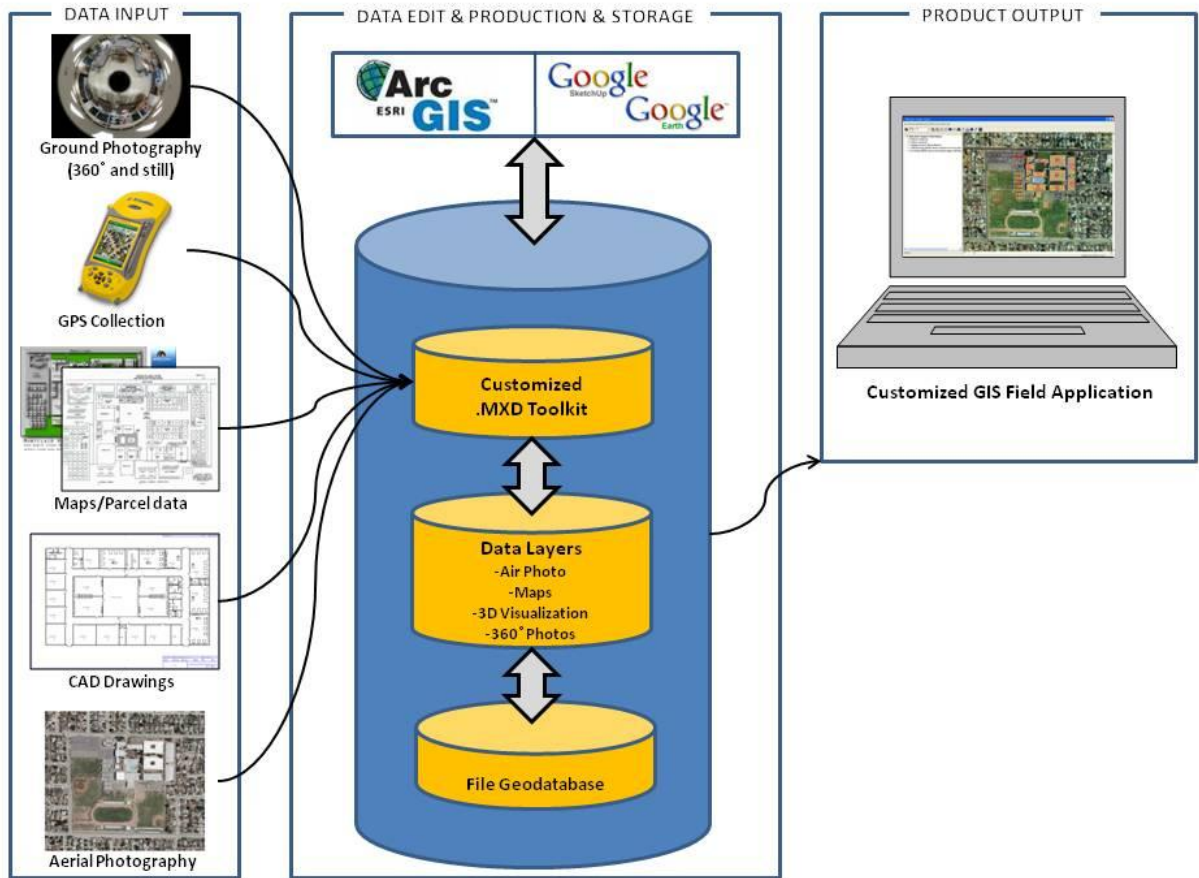 DATA INPUT
Ground Photography
(360˚ and still)
GPS Collection
Maps/Parcel data
CAD Drawings
Aerial Photography
DATA EDIT & PRODUCTION & STORAGE
Arc
ESRI GIS™
Google
SketchUp
Google™
Earth
Customized
.MXD Toolkit
Data Layers
-Air Photo
-Maps
-3D Visualization
-360˚ Photos
File Geodatabase
PRODUCT OUTPUT
Customized GIS Field Application